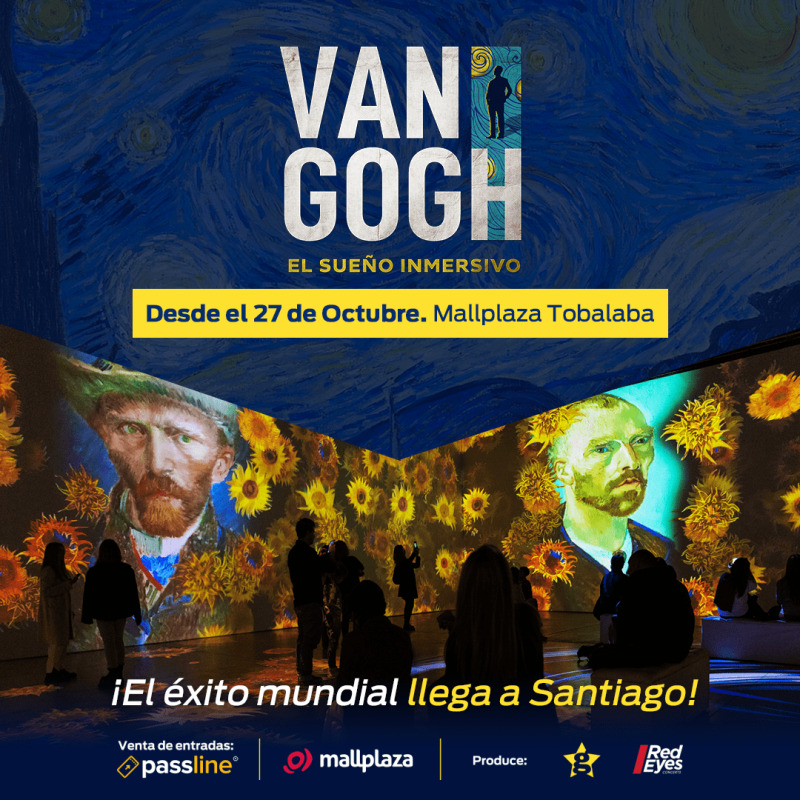 VAN
GOGH
EL SUEÑO INMERSIVO
Desde el 27 de Octubre. Mallplaza Tobalaba
¡El éxito mundial llega a Santiago!
Venta de entradas:
passline®
mallplaza
Produce:
g
Red
Eyes
CONCERTS